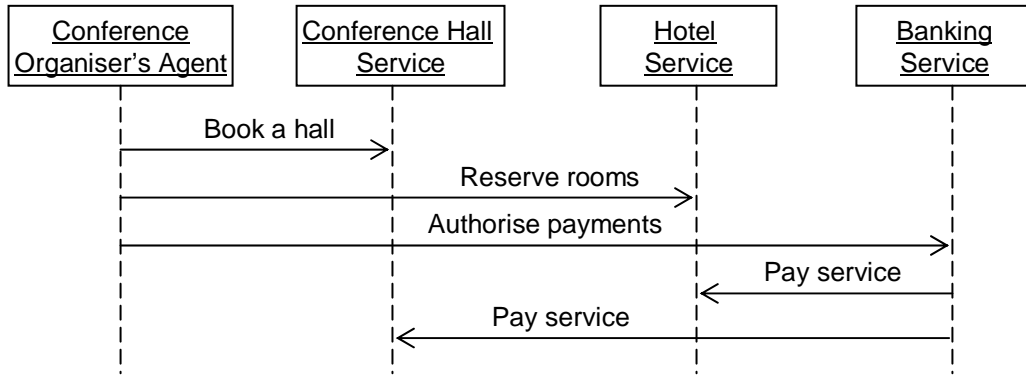 Conference
Organiser's Agent
Conference Hall
Service
Hotel
Service
Banking
Service
Book a hall
Reserve rooms
Authorise payments
Pay service
Pay service